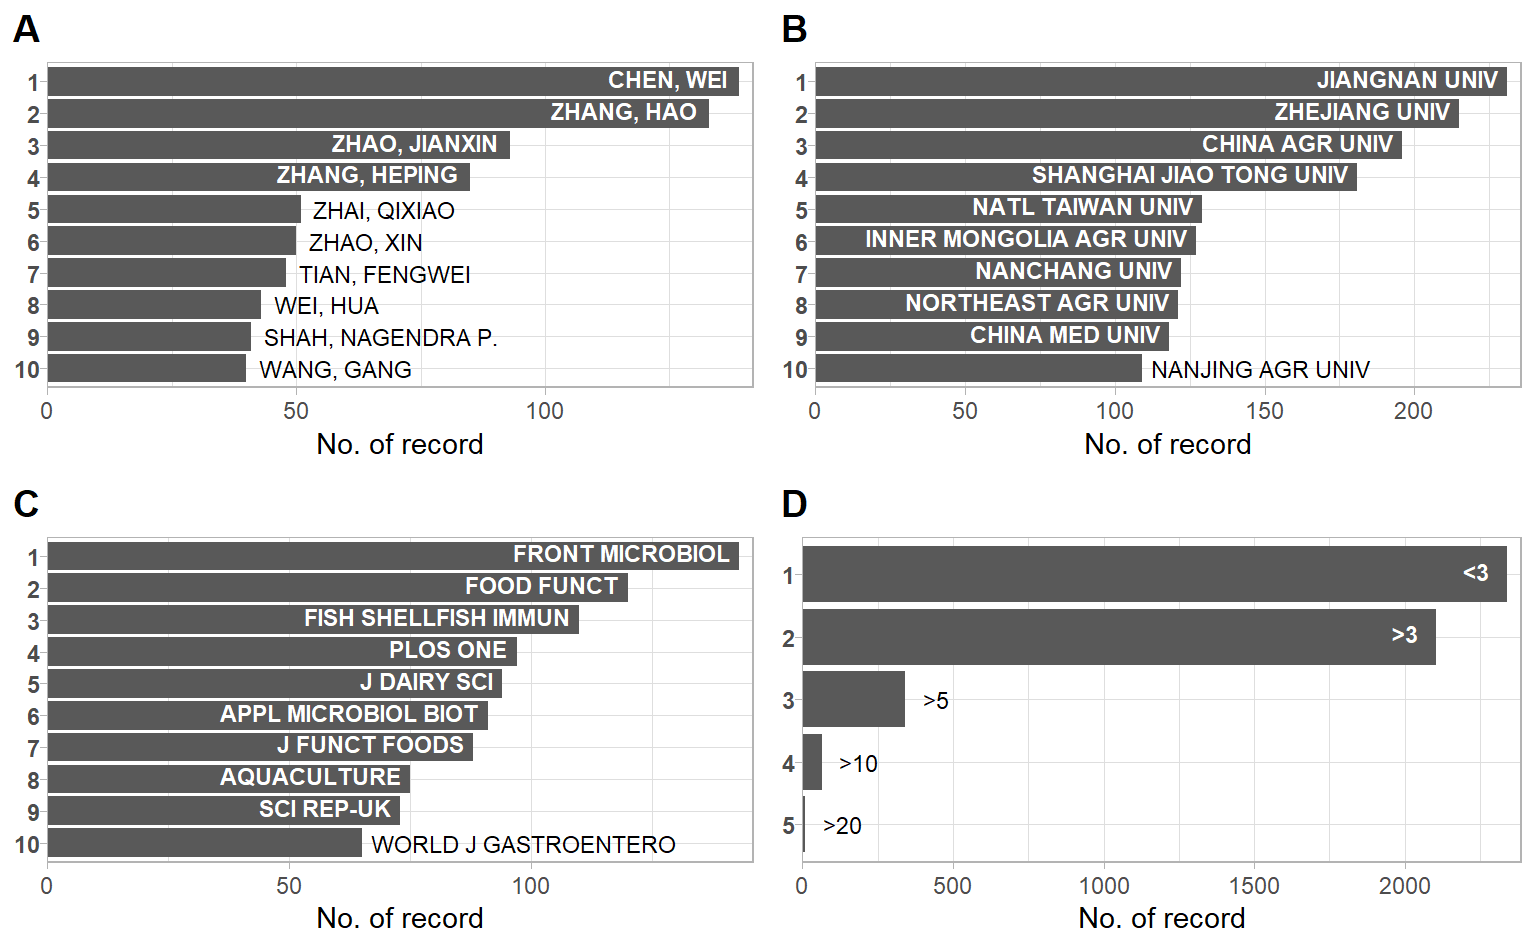 A
1 CHEN, WEI
2 ZHANG, HAO
3 ZHAO, JIANXIN
4 ZHANG, HEPING
5 ZHAI, QIXIAO
6 ZHAO, XIN
7 TIAN, FENGWEI
8 WEI, HUA
9 SHAH, NAGENDRA P.
10 WANG, GANG
0 50 100
No. of record
B
1 JIANGNAN UNIV
2 ZHEJIANG UNIV
3 CHINA AGR UNIV
4 SHANGHAI JIAO TONG UNIV
5 NATL TAIWAN UNIV
6 INNER MONGOLIA AGR UNIV
7 NANCHANG UNIV
8 NORTHEAST AGR UNIV
9 CHINA MED UNIV
10 NANJING AGR UNIV
0 50 100 150 200
No. of record
C
1 FRONT MICROBIOL
2 FOOD FUNCT
3 FISH SHELLFISH IMMUN
4 PLOS ONE
5 J DAIRY SCI
6 APPL MICROBIOL BIOT
7 J FUNCT FOODS
8 AQUACULTURE
9 SCI REP-UK
10 WORLD J GASTROENTERO
0 50 100
No. of record
D
1 <3
2 >3
3 >5
4 >10
5 >20
0 500 1000 1500 2000
No. of record